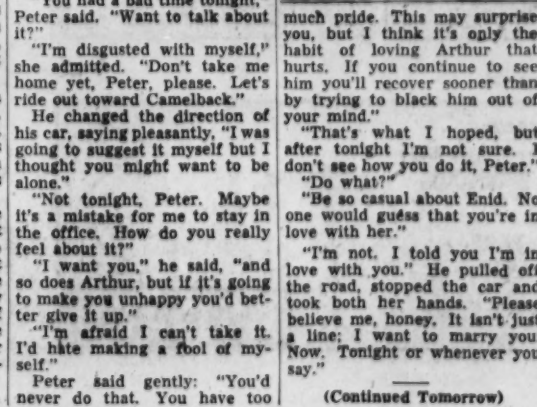 "You had a bad time tonight,"
Peter said. "Want to talk about
it?"
"I'm disgusted with myself,"
she admitted. "Don't take me
home yet, Peter, please. Let's
ride out toward Camelback."
He changed the direction of
his car, saying pleasantly, "I was
going to suggest it myself but I
thought you might want to be
alone."
"Not tonight, Peter. Maybe
it's a mistake for me to stay in
the office. How do you really
feel about it?"
"I want you," he said, "and
so does Arthur, but if it's going
to make you unhappy you'd bet-
ter give it up."
"I'm afraid I can't take it.
I'd hate making a fool of my-
self."
Peter said gently: "You'd
never do that. You have too
much pride. This may surprise
you, but I think it's only the
habit of loving Arthur that
hurts. If you continue to see
him you'll recover sooner than
by trying to black him out of
your mind."
"That's what I hoped, but
after tonight I'm not sure. I
don't see how you do it, Peter."
"Do what?"
"Be so casual about Enid. No
one would guess that you're in
love with her."
"I'm not. I told you I'm in
love with you." He pulled off
the road, stopped the car and
took both her hands. "Please
believe me, honey. It isn't just
a line; I want to marry you.
Now. Tonight or whenever you
say."
(Continued Tomorrow)